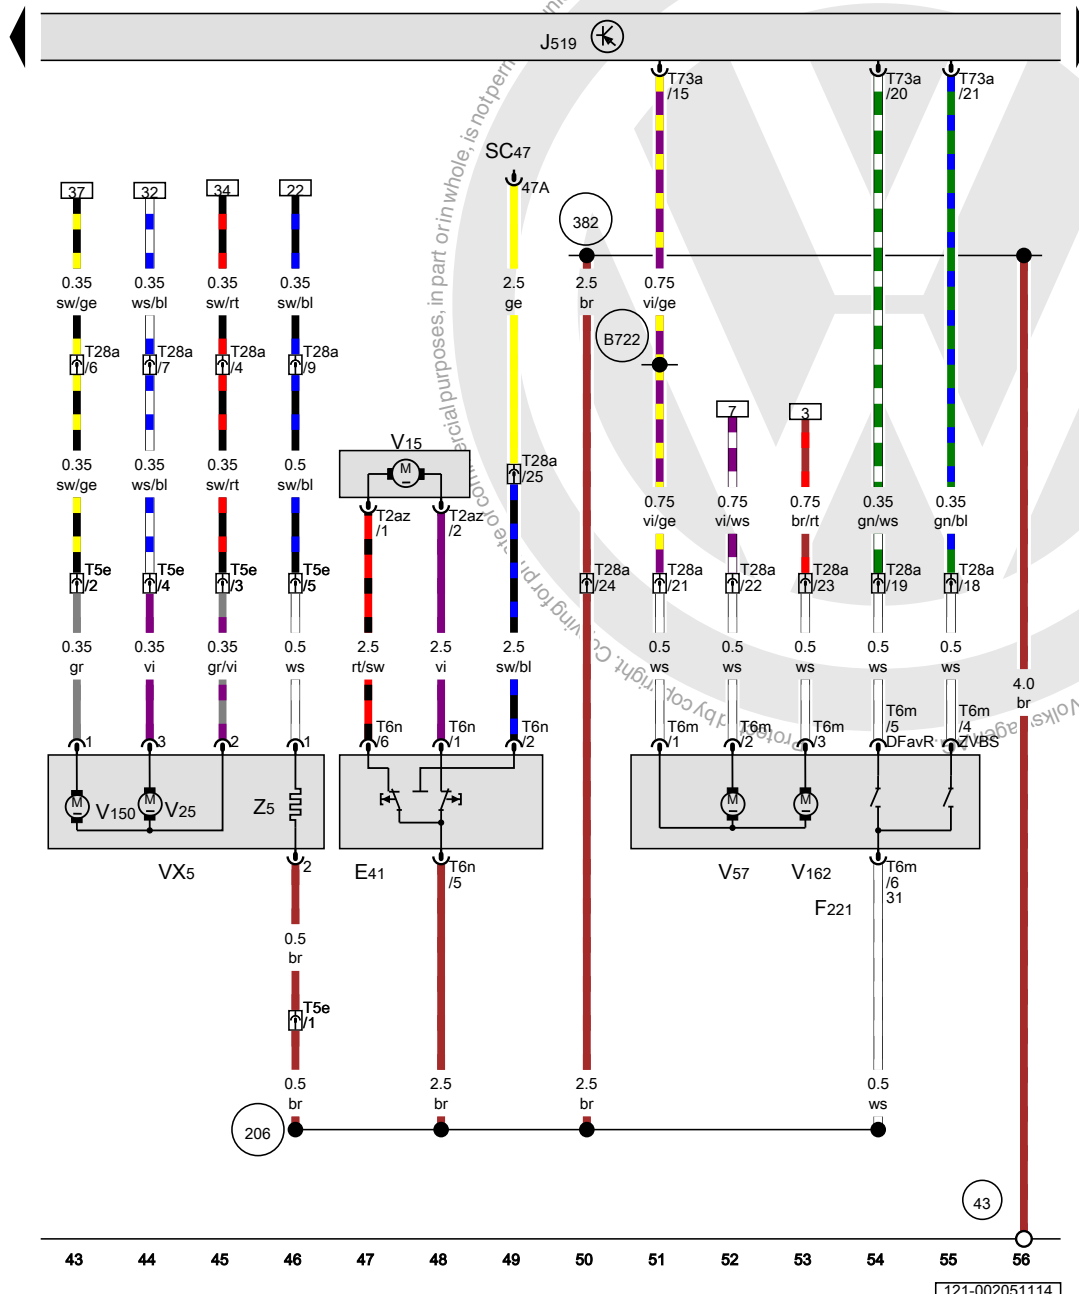 J519
T73a
/15
T73a
/20
T73a
/21
SC47
47A
37
32
34
22
382
0.35
sw/ge
0.35
ws/bl
0.35
sw/rt
0.35
sw/bl
2.5
ge
2.5
br
0.75
vi/ge
B722
T28a
/6
T28a
/7
T28a
/4
T28a
/9
7
3
V15
M
T28a
/25
0.35
sw/ge
0.35
ws/bl
0.35
sw/rt
0.5
sw/bl
T2az
/1
T2az
/2
0.75
vi/ge
0.75
vi/ws
0.75
br/rt
0.35
gn/ws
0.35
gn/bl
T5e
/2
T5e
/4
T5e
/3
T5e
/5
T28a
/24
T28a
/21
T28a
/22
T28a
/23
T28a
/19
T28a
/18
0.35
gr
0.35
vi
0.35
gr/vi
0.5
ws
2.5
rt/sw
2.5
vi
2.5
sw/bl
0.5
ws
0.5
ws
0.5
ws
0.5
ws
0.5
ws
4.0
br
1
3
2
1
T6n
/6
T6n
/1
T6n
/2
T6m
/1
T6m
/2
T6m
/3
T6m
/5
DFavR
T6m
/4
ZVBS
M
V150
M
V25
Z5
M
M
VX5
2
E41
T6n
/5
V57
V162
F221
T6m
/6
31
0.5
br
T5e
/1
0.5
br
2.5
br
2.5
br
0.5
ws
206
43
43
44
45
46
47
48
49
50
51
52
53
54
55
56
121-002051114